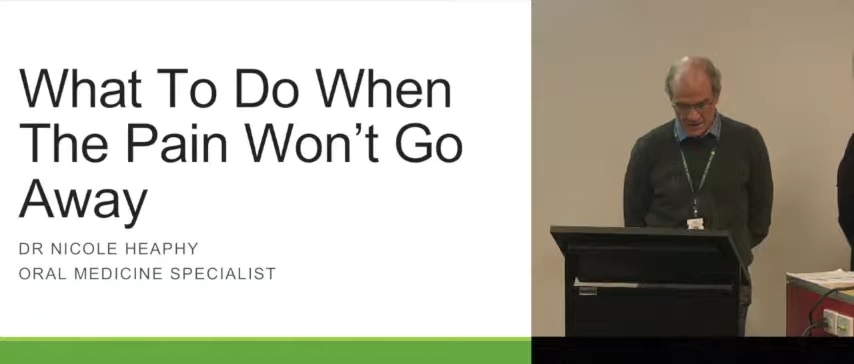 What To Do When
The Pain Won’t Go
Away
DR NICOLE HEAPHY
ORAL MEDICINE SPECIALIST